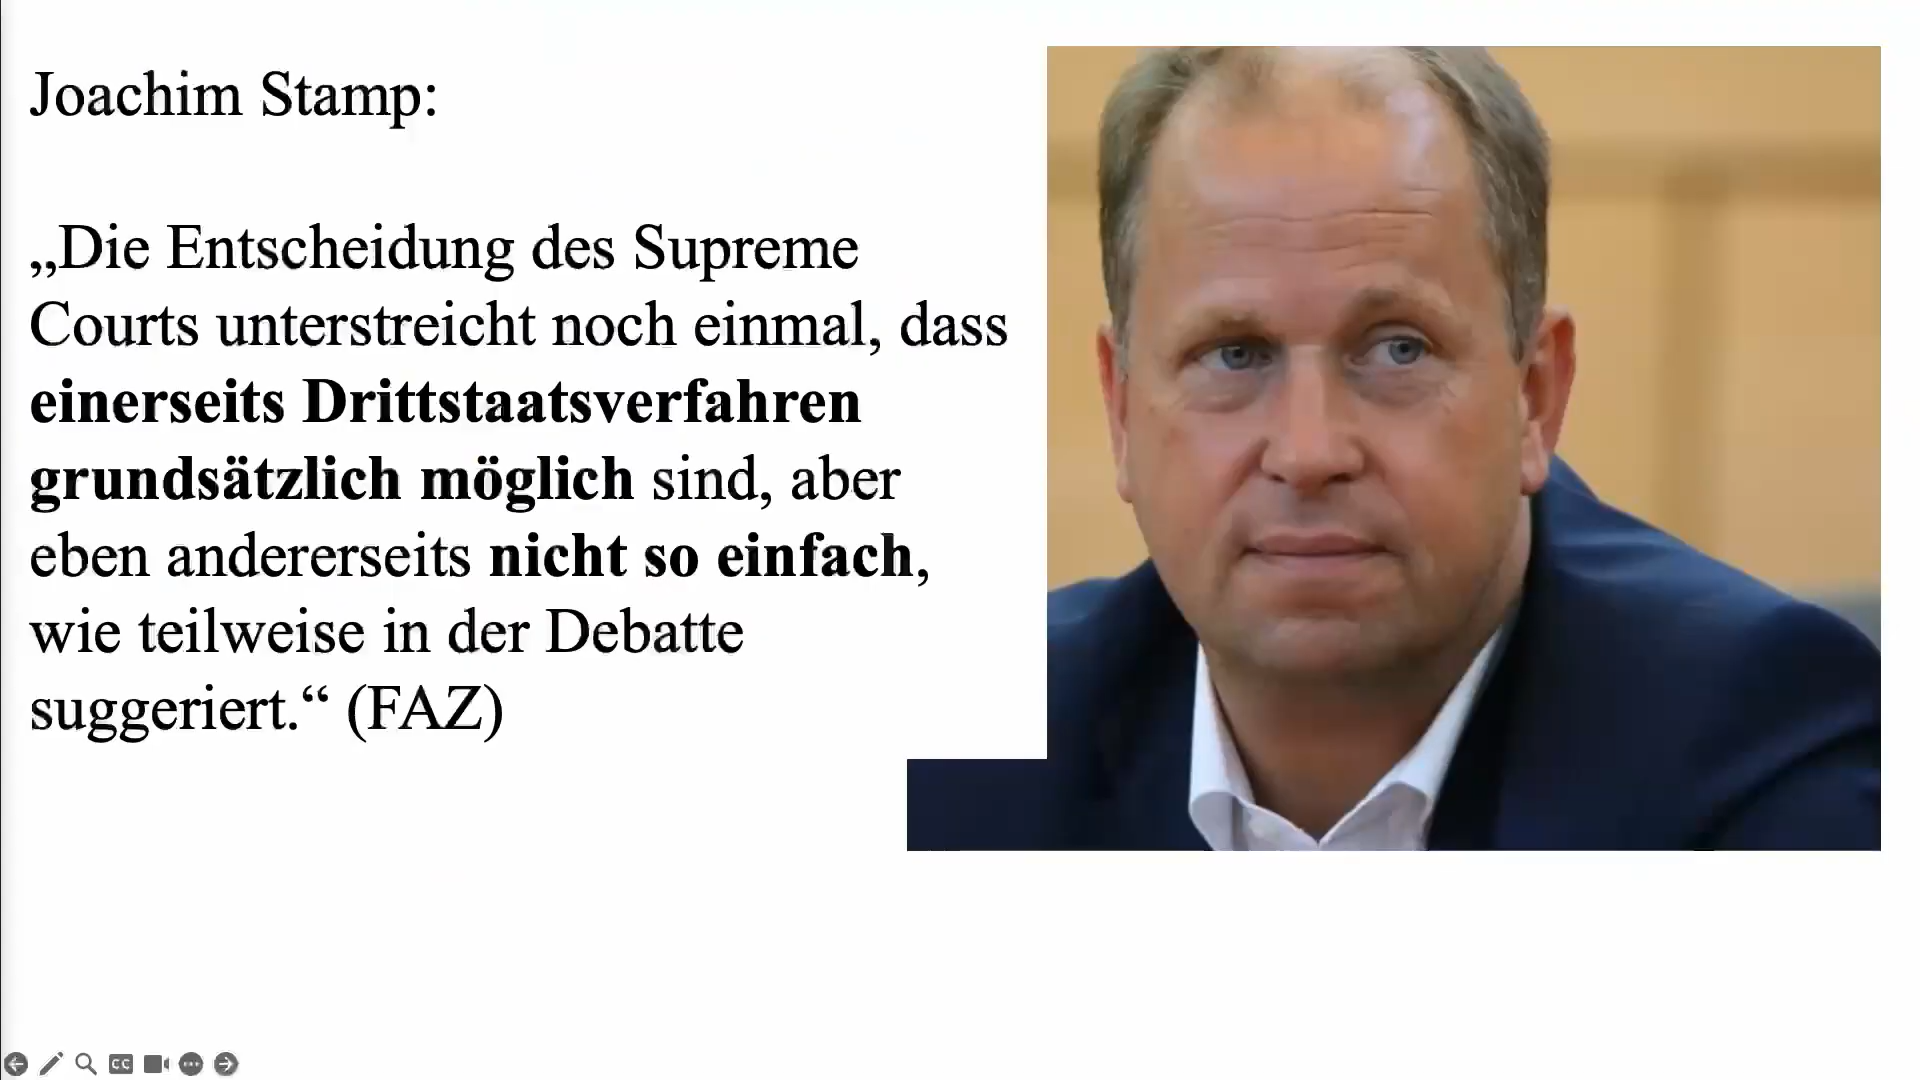 Joachim Stamp:
„Die Entscheidung des Supreme
Courts unterstreicht noch einmal, dass
einerseits Drittstaatsverfahren
grundsätzlich möglich sind, aber
eben andererseits nicht so einfach,
wie teilweise in der Debatte
suggeriert.“ (FAZ)
CC